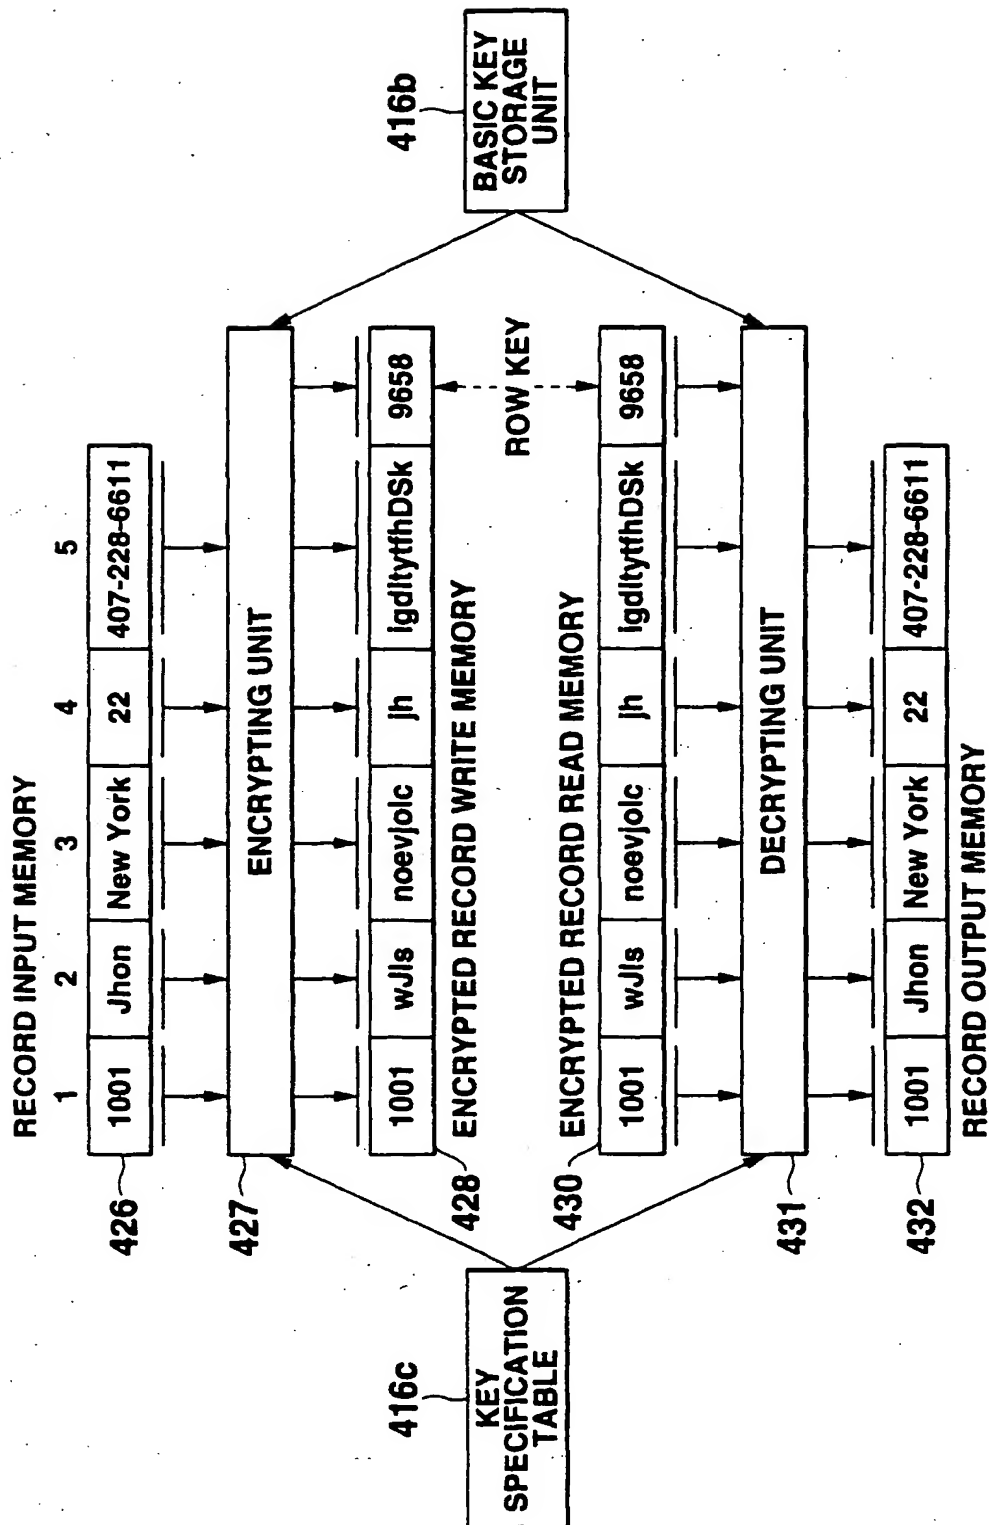 RECORD INPUT MEMORY
1 2 3 4 5
426 1001 Jhon New York 22 407-228-6611
427 ENCRYPTING UNIT
1001 wJls noevjolc jh lgdltytfhDSk 9658
428 ENCRYPTED RECORD WRITE MEMORY
416c
KEY
SPECIFICATION
TABLE
ROW KEY
416b
BASIC KEY
STORAGE
UNIT
430 ENCRYPTED RECORD READ MEMORY
1001 wJls noevjolc jh lgdltytfhDSk 9658
431 DECRYPTING UNIT
432 1001 Jhon New York 22 407-228-6611
RECORD OUTPUT MEMORY